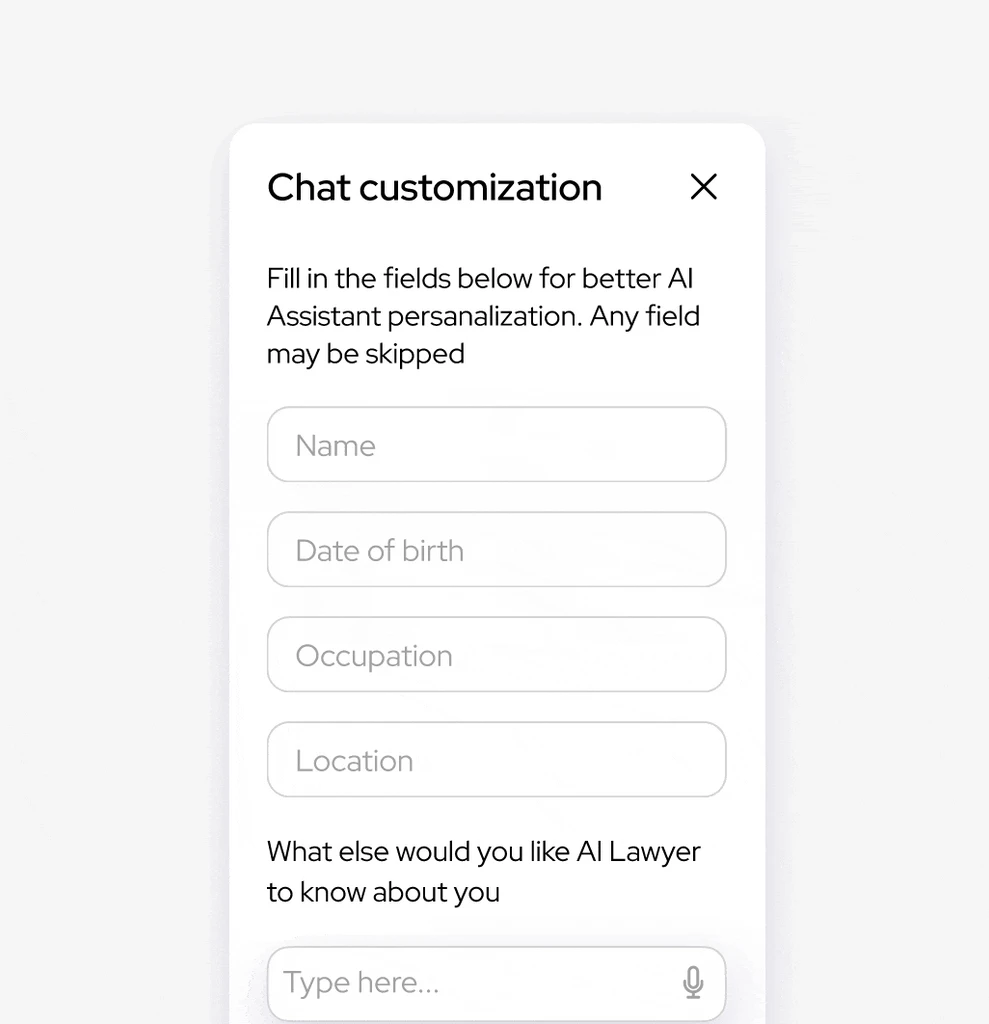 Chat customization
Fill in the fields below for better AI
Assistant persanalization. Any field
may be skipped
Name
Date of birth
Occupation
Location
What else would you like AI Lawyer
to know about you
Type here...